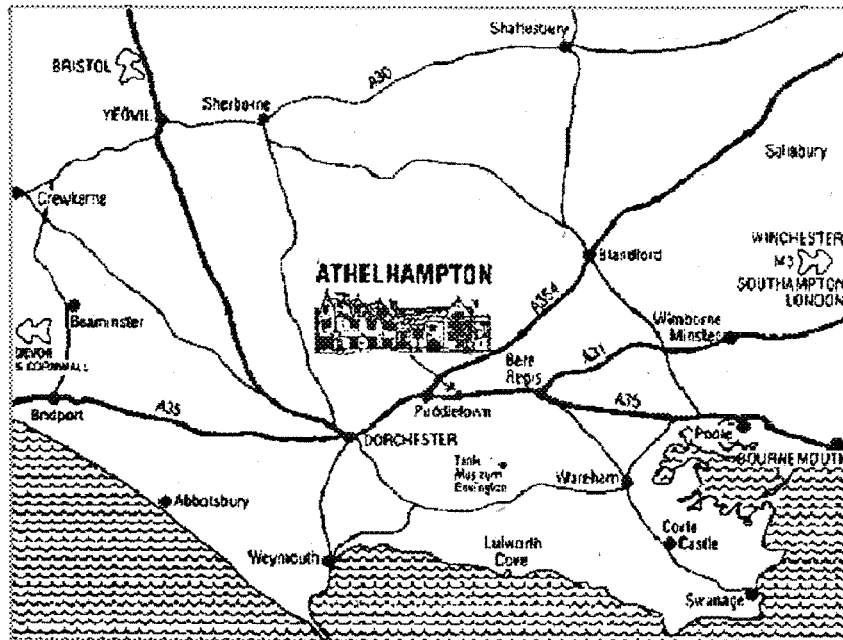 Shaftesbury
BRISTOL
A30
YEOVIL
Sherborne
Salisbury
Crewkerne
WINCHESTER
M3
SOUTHAMPTON
LONDON
Blandford
ATHELHAMPTON
A354
Beaminster
Wimborne
Minster
DEVON
& CORNWALL
Bere
Regis
A31
Bridport
A35
Puddletown
A35
Poole
DORCHESTER
BOURNEMOUTH
Tank
Museum
Bovington
Wareham
Abbotsbury
Corfe
Castle
Weymouth
Lulworth
Cove
Swanage